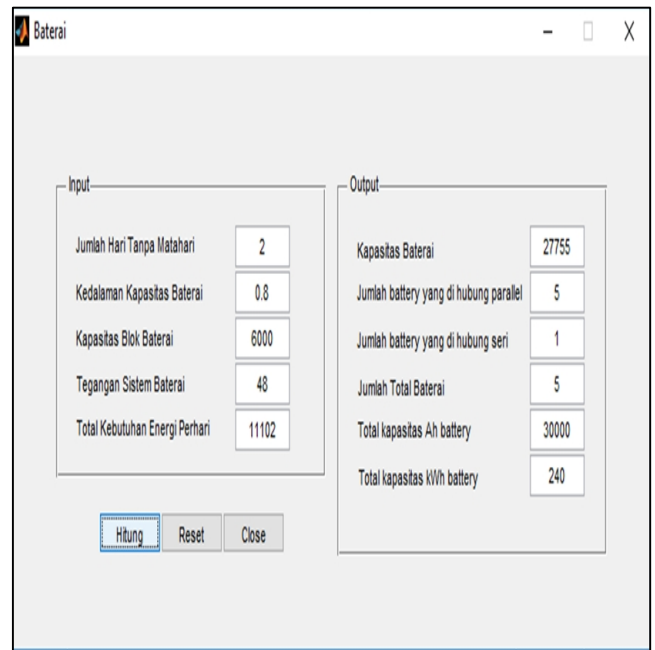 Baterai
Input
Jumlah Hari Tanpa Matahari 2
Kedalaman Kapasitas Baterai 0.8
Kapasitas Blok Baterai 6000
Tegangan Sistem Baterai 48
Total Kebutuhan Energi Perhari 11102
Hitung Reset Close
Output
Kapasitas Baterai 27755
Jumlah battery yang di hubung parallel 5
Jumlah battery yang di hubung seri 1
Jumlah Total Baterai 5
Total kapasitas Ah battery 30000
Total kapasitas kWh battery 240